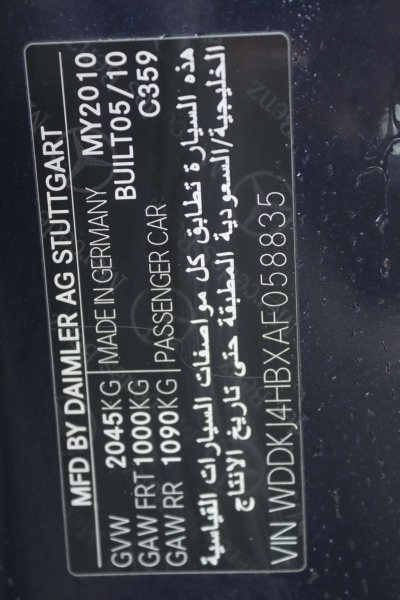 MFD BY DAIMLER AG STUTTGART
GVW 2045KG MADE IN GERMANY MY2010
GAW FRT 1000KG BUILT05/10
GAW RR 1090KG PASSENGER CAR C359
هذه السيارة تطابق كل مواصفات السيارات القياسية
الخليجية/السعودية المطبقة حتى تاريخ الانتاج
VIN WDDKJ4HBXAF058835